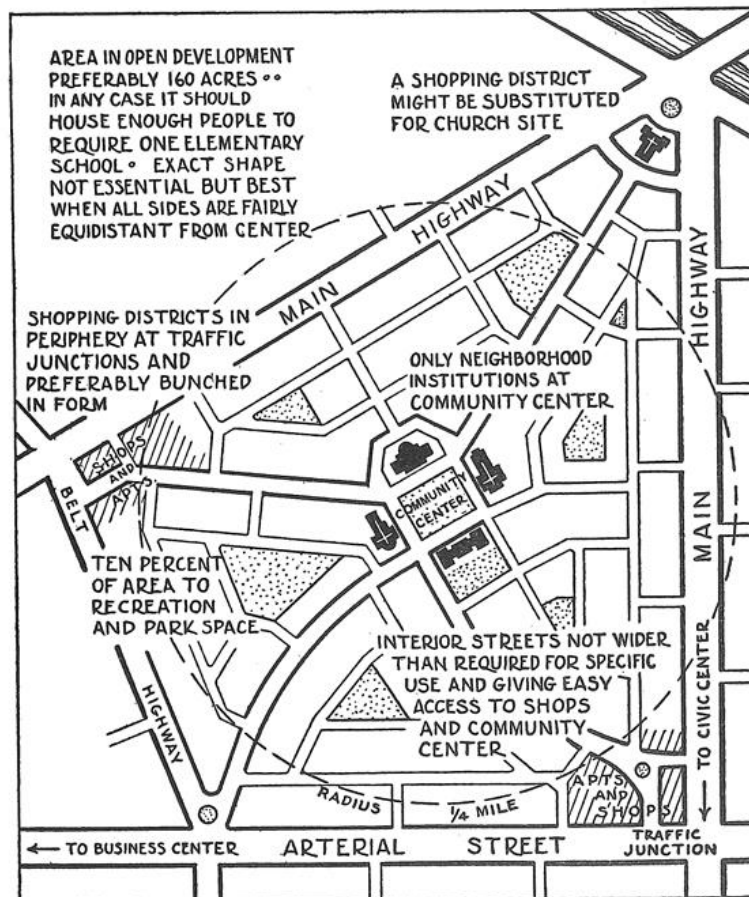 AREA IN OPEN DEVELOPMENT
PREFERABLY 160 ACRES ••
IN ANY CASE IT SHOULD
HOUSE ENOUGH PEOPLE TO
REQUIRE ONE ELEMENTARY
SCHOOL • EXACT SHAPE
NOT ESSENTIAL BUT BEST
WHEN ALL SIDES ARE FAIRLY
EQUIDISTANT FROM CENTER
A SHOPPING DISTRICT
MIGHT BE SUBSTITUTED
FOR CHURCH SITE
MAIN HIGHWAY
HIGHWAY MAIN
SHOPPING DISTRICTS IN
PERIPHERY AT TRAFFIC
JUNCTIONS AND
PREFERABLY BUNCHED
IN FORM
ONLY NEIGHBORHOOD
INSTITUTIONS AT
COMMUNITY CENTER
SHOPS
AND
APTS
BELT
HIGHWAY
COMMUNITY
CENTER
TEN PERCENT
OF AREA TO
RECREATION
AND PARK SPACE
INTERIOR STREETS NOT WIDER
THAN REQUIRED FOR SPECIFIC
USE AND GIVING EASY
ACCESS TO SHOPS
AND COMMUNITY
CENTER
→ TO CIVIC CENTER
APTS
AND
SHOPS
RADIUS 1/4 MILE
← TO BUSINESS CENTER
ARTERIAL STREET
TRAFFIC
JUNCTION